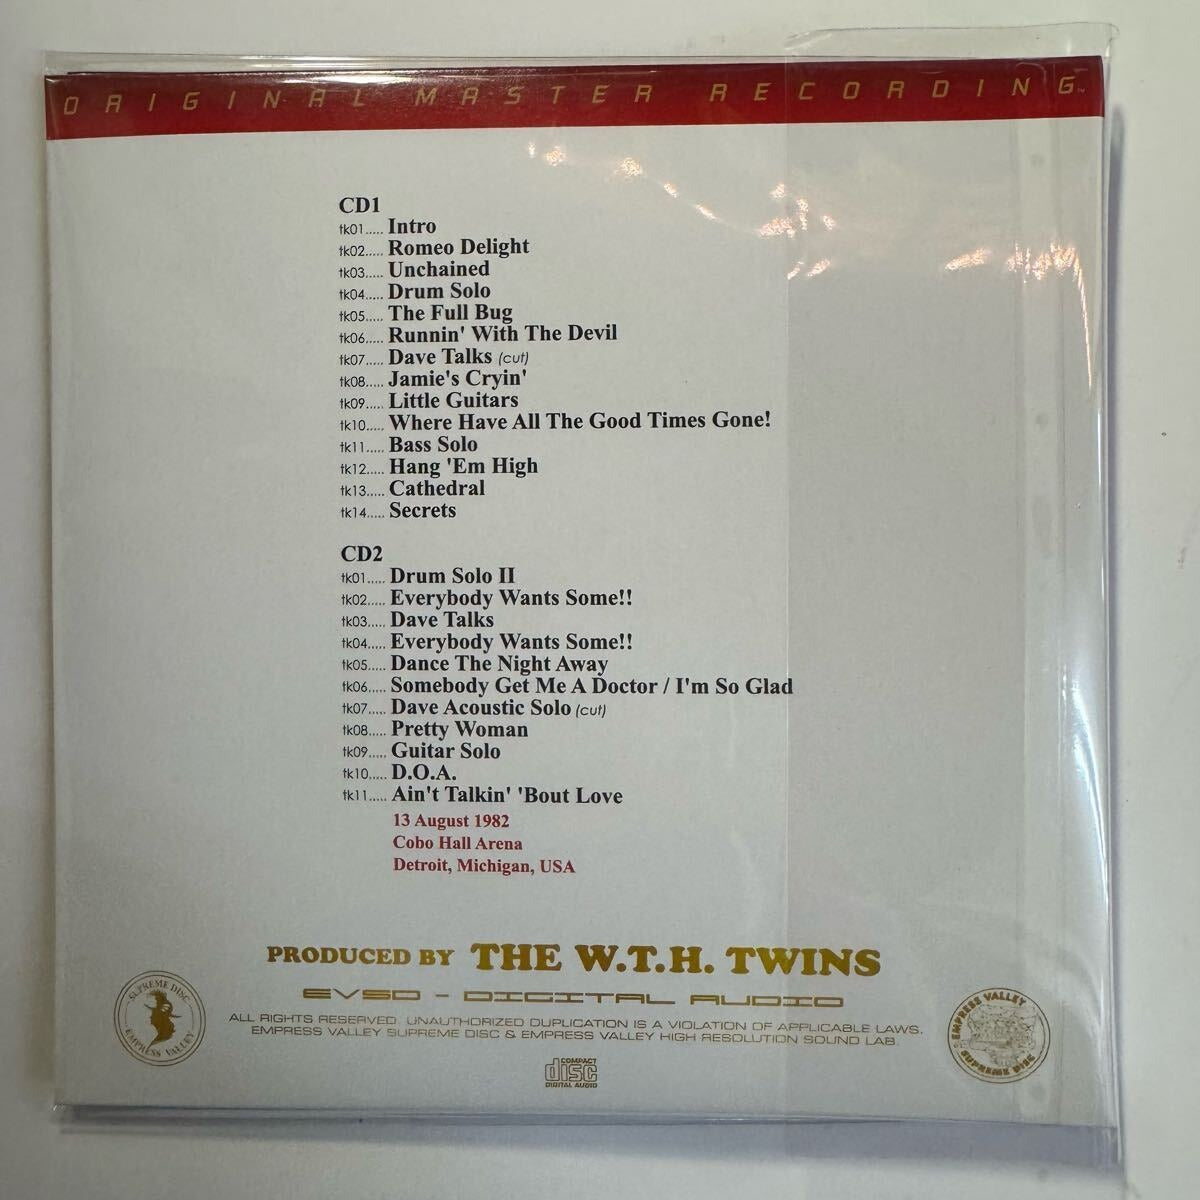 ORIGINAL MASTER RECORDING™
CD1
tk01..... Intro
tk02..... Romeo Delight
tk03..... Unchained
tk04..... Drum Solo
tk05..... The Full Bug
tk06..... Runnin' With The Devil
tk07..... Dave Talks (cut)
tk08..... Jamie's Cryin'
tk09..... Little Guitars
tk10..... Where Have All The Good Times Gone!
tk11..... Bass Solo
tk12..... Hang 'Em High
tk13..... Cathedral
tk14..... Secrets
CD2
tk01..... Drum Solo II
tk02..... Everybody Wants Some!!
tk03..... Dave Talks
tk04..... Everybody Wants Some!!
tk05..... Dance The Night Away
tk06..... Somebody Get Me A Doctor / I'm So Glad
tk07..... Dave Acoustic Solo (cut)
tk08..... Pretty Woman
tk09..... Guitar Solo
tk10..... D.O.A.
tk11..... Ain't Talkin' 'Bout Love
13 August 1982
Cobo Hall Arena
Detroit, Michigan, USA
PRODUCED BY THE W.T.H. TWINS
EVSD - DIGITAL AUDIO
ALL RIGHTS RESERVED. UNAUTHORIZED DUPLICATION IS A VIOLATION OF APPLICABLE LAWS.
EMPRESS VALLEY SUPREME DISC & EMPRESS VALLEY HIGH RESOLUTION SOUND LAB.
SUPREME DISC
EMPRESS VALLEY
EMPRESS VALLEY
SUPREME DISC
COMPACT
disc
DIGITAL AUDIO